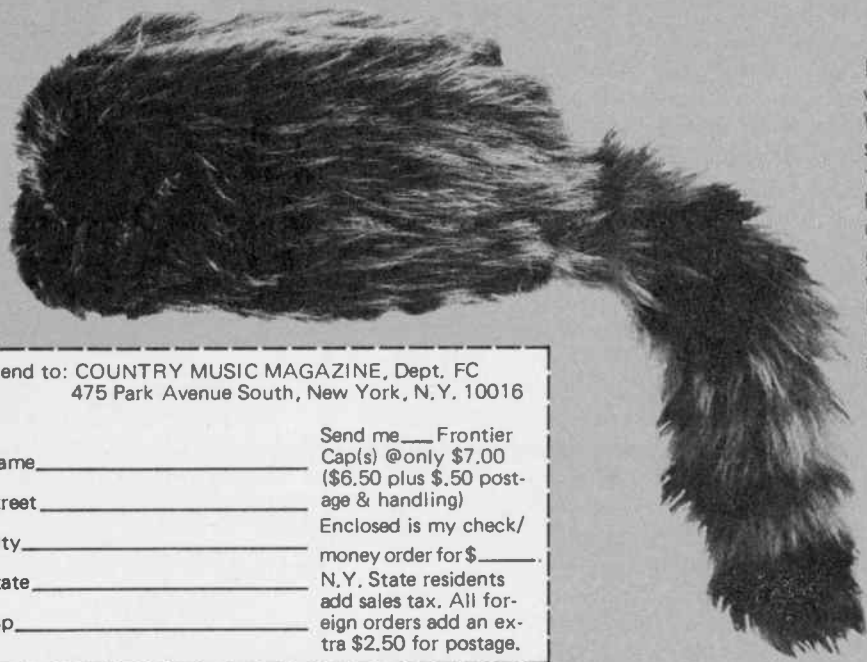 end to: COUNTRY MUSIC MAGAZINE, Dept. FC
475 Park Avenue South, New York, N.Y. 10016
ame
treet
ty
tate
p
Send me___Frontier
Cap(s) @only $7.00
($6.50 plus $.50 post-
age & handling)
Enclosed is my check/
money order for $______.
N.Y. State residents
add sales tax. All for-
eign orders add an ex-
tra $2.50 for postage.